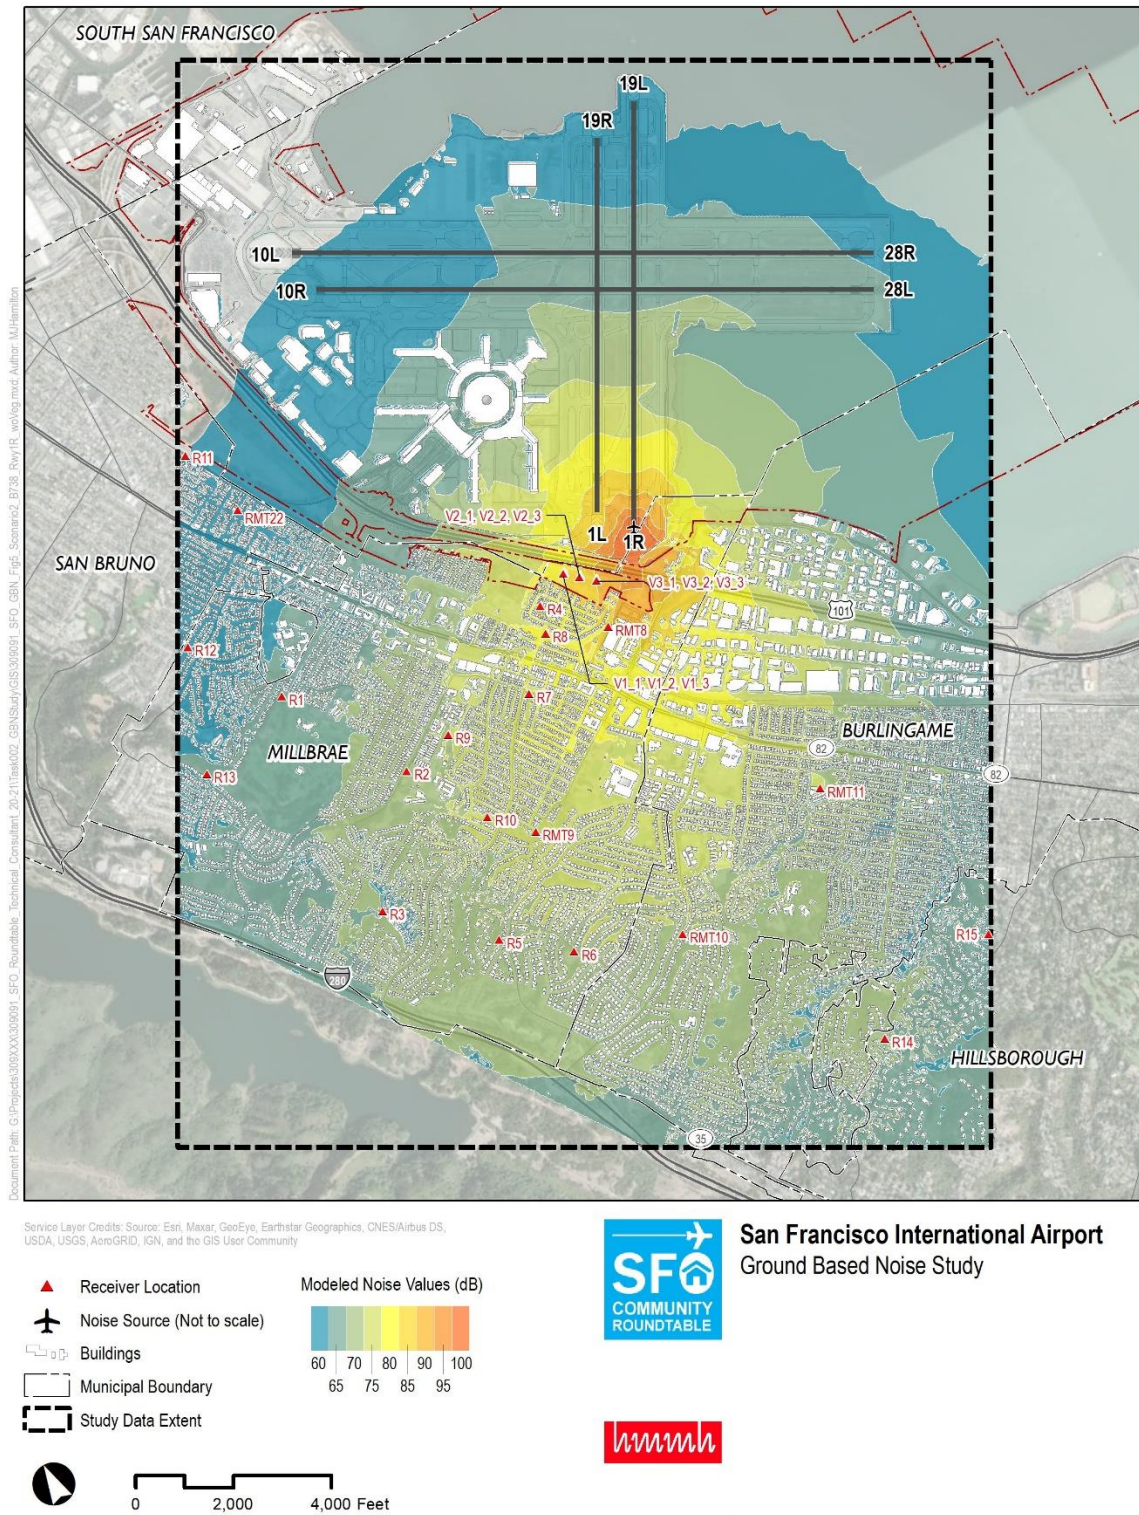 SOUTH SAN FRANCISCO
19L
19R
10L
28R
10R
28L
R11
V2_1, V2_2, V2_3
RMT22
1L
1R
SAN BRUNO
V3_1, V3_2, V3_3
101
R4
RMT8
R8
R12
V1_1, V1_2, V1_3
R1
R7
BURLINGAME
R9
82
MILLBRAE
R2
82
R13
RMT11
R10
RMT9
R3
R15
R5
RMT10
R6
280
R14
HILLSBOROUGH
35
Service Layer Credits: Source: Esri, Maxar, GeoEye, Earthstar Geographics, CNES/Airbus DS,
USDA, USGS, AeroGRID, IGN, and the GIS User Community
Receiver Location
Noise Source (Not to scale)
Buildings
Municipal Boundary
Study Data Extent
Modeled Noise Values (dB)
60 70 80 90 100
65 75 85 95
0 2,000 4,000 Feet
SFO
COMMUNITY
ROUNDTABLE
San Francisco International Airport
Ground Based Noise Study
hmmh